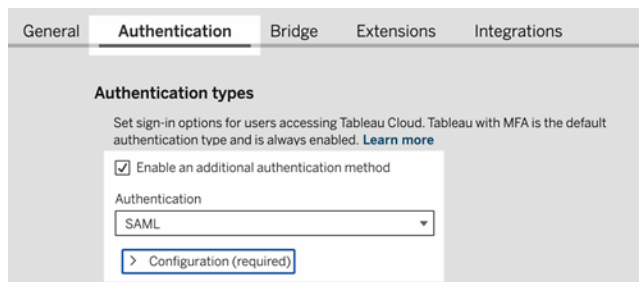 General Authentication Bridge Extensions Integrations
Authentication types
Set sign-in options for users accessing Tableau Cloud. Tableau with MFA is the default
authentication type and is always enabled. Learn more
Enable an additional authentication method
Authentication
SAML
Configuration (required)